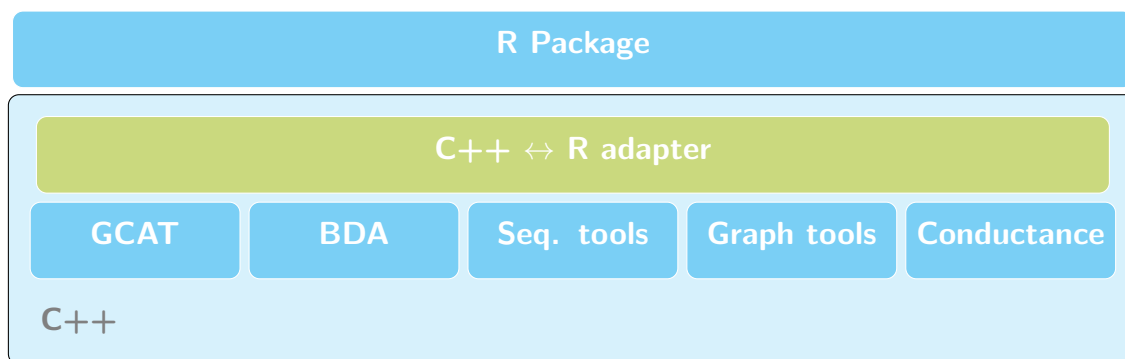 R Package
C++ ↔ R adapter
GCAT BDA Seq. tools Graph tools Conductance
C++